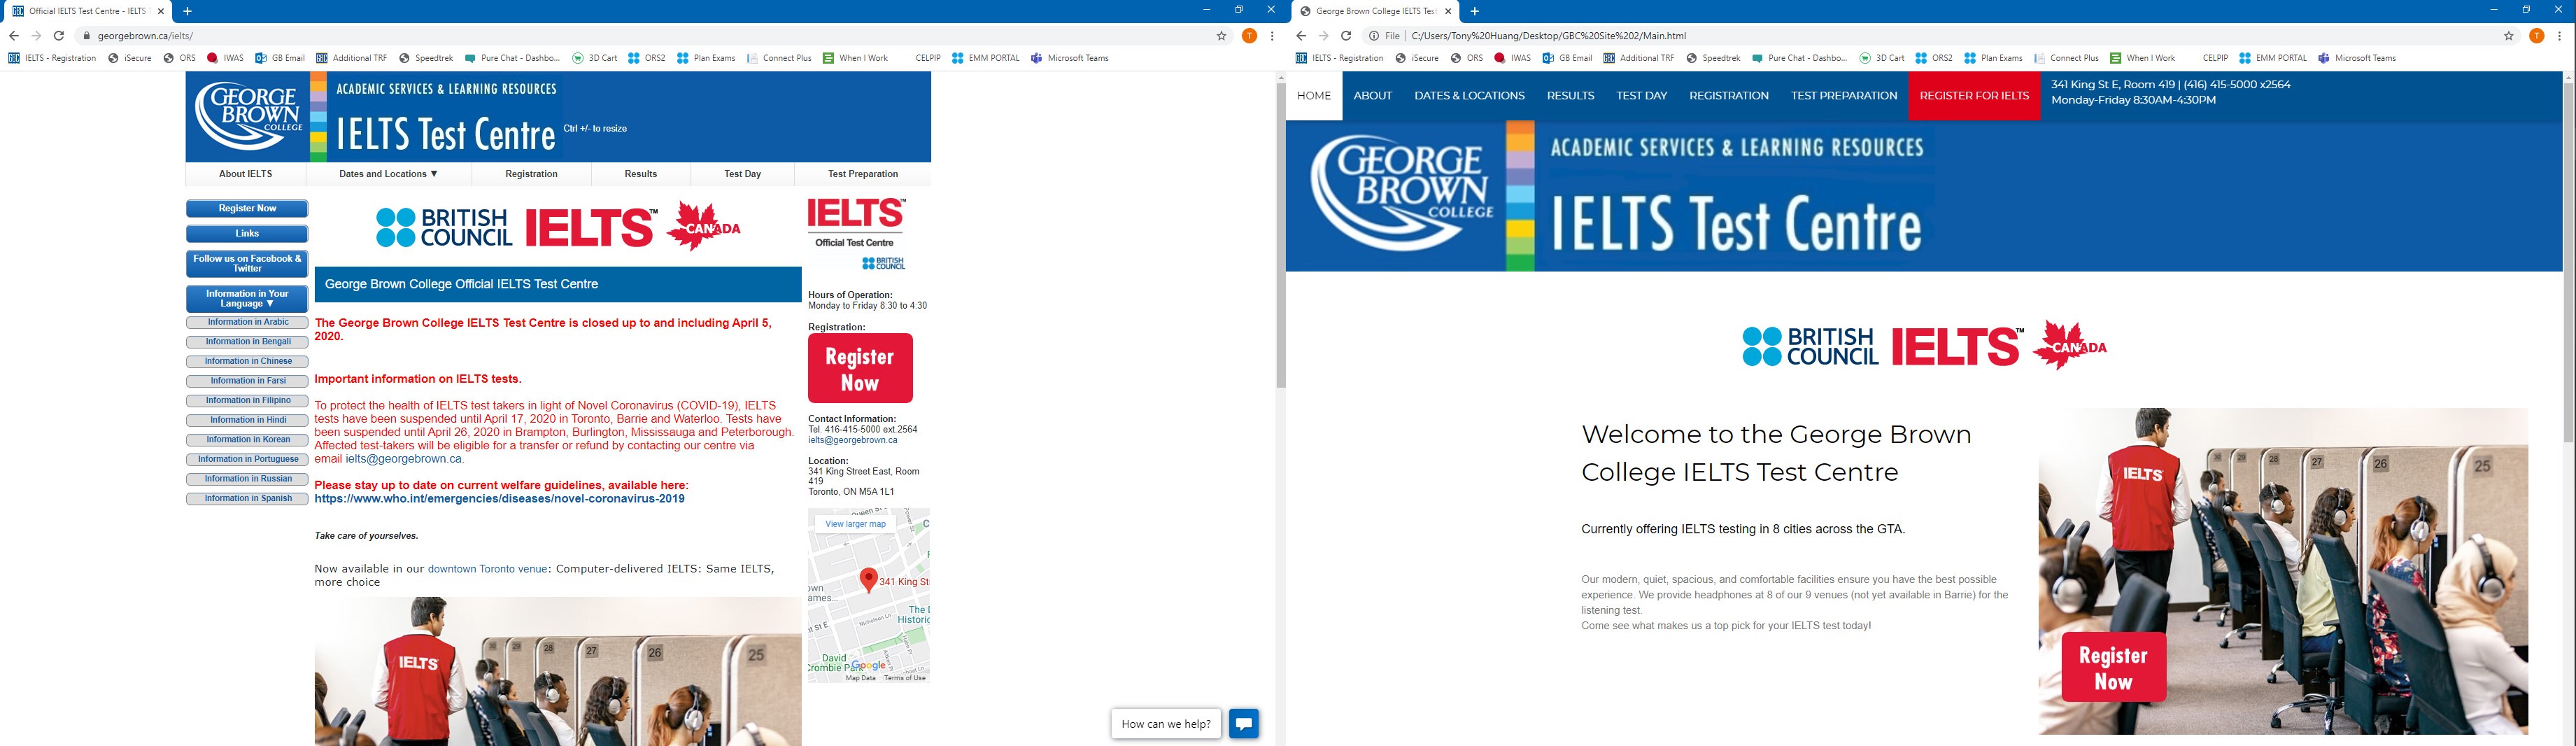 Official IELTS Test Centre - IELTS T
georgebrown.ca/ielts/
IELTS - Registration iSecure ORS IWAS GB Email Additional TRF Speedtrek Pure Chat - Dashbo... 3D Cart ORS2 Plan Exams Connect Plus When I Work CELPIP EMM PORTAL Microsoft Teams
GEORGE BROWN COLLEGE
ACADEMIC SERVICES & LEARNING RESOURCES
IELTS Test Centre
Ctrl +/- to resize
About IELTS Dates and Locations ▼ Registration Results Test Day Test Preparation
Register Now
Links
Follow us on Facebook &
Twitter
Information in Your
Language ▼
Information in Arabic
Information in Bengali
Information in Chinese
Information in Farsi
Information in Filipino
Information in Hindi
Information in Korean
Information in Portuguese
Information in Russian
Information in Spanish
BRITISH COUNCIL IELTS™ CANADA
George Brown College Official IELTS Test Centre
The George Brown College IELTS Test Centre is closed up to and including April 5,
2020.
Important information on IELTS tests.
To protect the health of IELTS test takers in light of Novel Coronavirus (COVID-19), IELTS
tests have been suspended until April 17, 2020 in Toronto, Barrie and Waterloo. Tests have
been suspended until April 26, 2020 in Brampton, Burlington, Mississauga and Peterborough.
Affected test-takers will be eligible for a transfer or refund by contacting our centre via
email ielts@georgebrown.ca.
Please stay up to date on current welfare guidelines, available here:
https://www.who.int/emergencies/diseases/novel-coronavirus-2019
Take care of yourselves.
Now available in our downtown Toronto venue: Computer-delivered IELTS: Same IELTS,
more choice
IELTS
28
27
26
25
IELTS™
Official Test Centre
BRITISH COUNCIL
Hours of Operation:
Monday to Friday 8:30 to 4:30
Registration:
Register
Now
Contact Information:
Tel. 416-415-5000 ext.2564
ielts@georgebrown.ca
Location:
341 King Street East, Room
419
Toronto, ON M5A 1L1
Queen St
View larger map
341 King St
Nicholson Ln
The
Historic
David
Crombie Park
Google
Map Data Terms of Use
How can we help?
George Brown College IELTS Tes
File C:/Users/Tony%20Huang/Desktop/GBC%20Site%202/Main.html
IELTS - Registration iSecure ORS IWAS GB Email Additional TRF Speedtrek Pure Chat - Dashbo... 3D Cart ORS2 Plan Exams Connect Plus When I Work CELPIP EMM PORTAL Microsoft Teams
HOME ABOUT DATES & LOCATIONS RESULTS TEST DAY REGISTRATION TEST PREPARATION REGISTER FOR IELTS
341 King St E, Room 419 | (416) 415-5000 x2564
Monday-Friday 8:30AM-4:30PM
GEORGE BROWN COLLEGE
ACADEMIC SERVICES & LEARNING RESOURCES
IELTS Test Centre
BRITISH COUNCIL IELTS™ CANADA
Welcome to the George Brown
College IELTS Test Centre
Currently offering IELTS testing in 8 cities across the GTA.
Our modern, quiet, spacious, and comfortable facilities ensure you have the best possible
experience. We provide headphones at 8 of our 9 venues (not yet available in Barrie) for the
listening test.
Come see what makes us a top pick for your IELTS test today!
IELTS
28
27
26
25
Register
Now